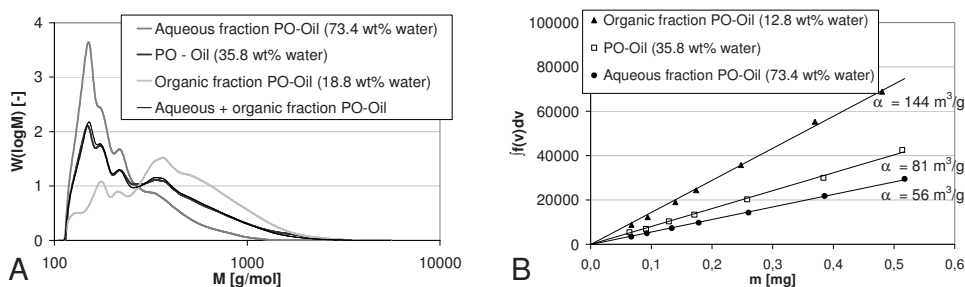 4
3
2
1
0
W(logM) [-]
Aqueous fraction PO-Oil (73.4 wt% water)
PO - Oil (35.8 wt% water)
Organic fraction PO-Oil (18.8 wt% water)
Aqueous + organic fraction PO-Oil
100
1000
10000
M [g/mol]
A
100000
80000
60000
40000
20000
0
∫f(v)dv
Organic fraction PO-Oil (12.8 wt% water)
PO-Oil (35.8 wt% water)
Aqueous fraction PO-Oil (73.4 wt% water)
α = 144 m³/g
α = 81 m³/g
α = 56 m³/g
0,0
0,1
0,2
0,3
0,4
0,5
0,6
m [mg]
B